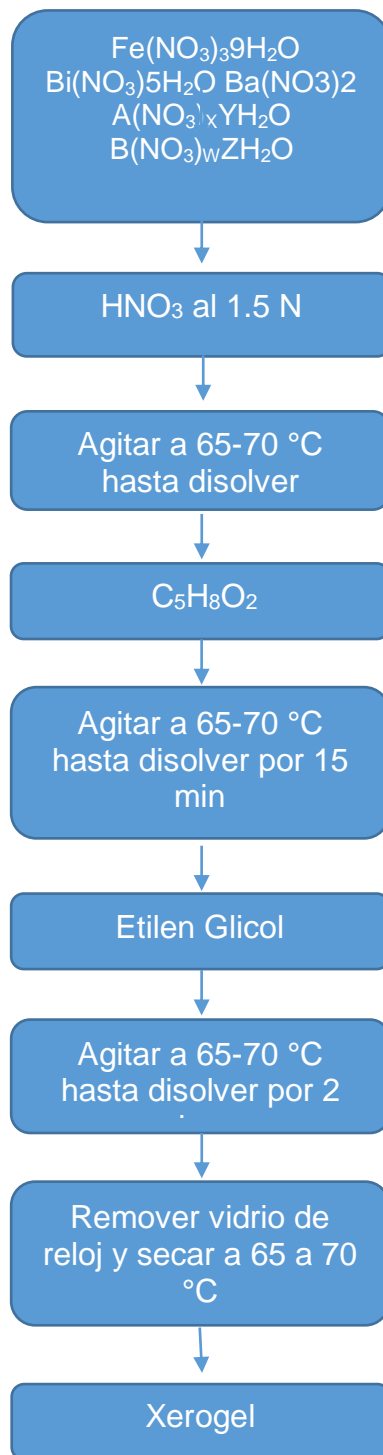 Fe(NO₃)₃9H₂O
Bi(NO₃)5H₂O Ba(NO3)2
A(NO₃)ₓYH₂O
B(NO₃)wZH₂O
HNO₃ al 1.5 N
Agitar a 65-70 °C
hasta disolver
C₅H₈O₂
Agitar a 65-70 °C
hasta disolver por 15
min
Etilen Glicol
Agitar a 65-70 °C
hasta disolver por 2
Remover vidrio de
reloj y secar a 65 a 70
°C
Xerogel